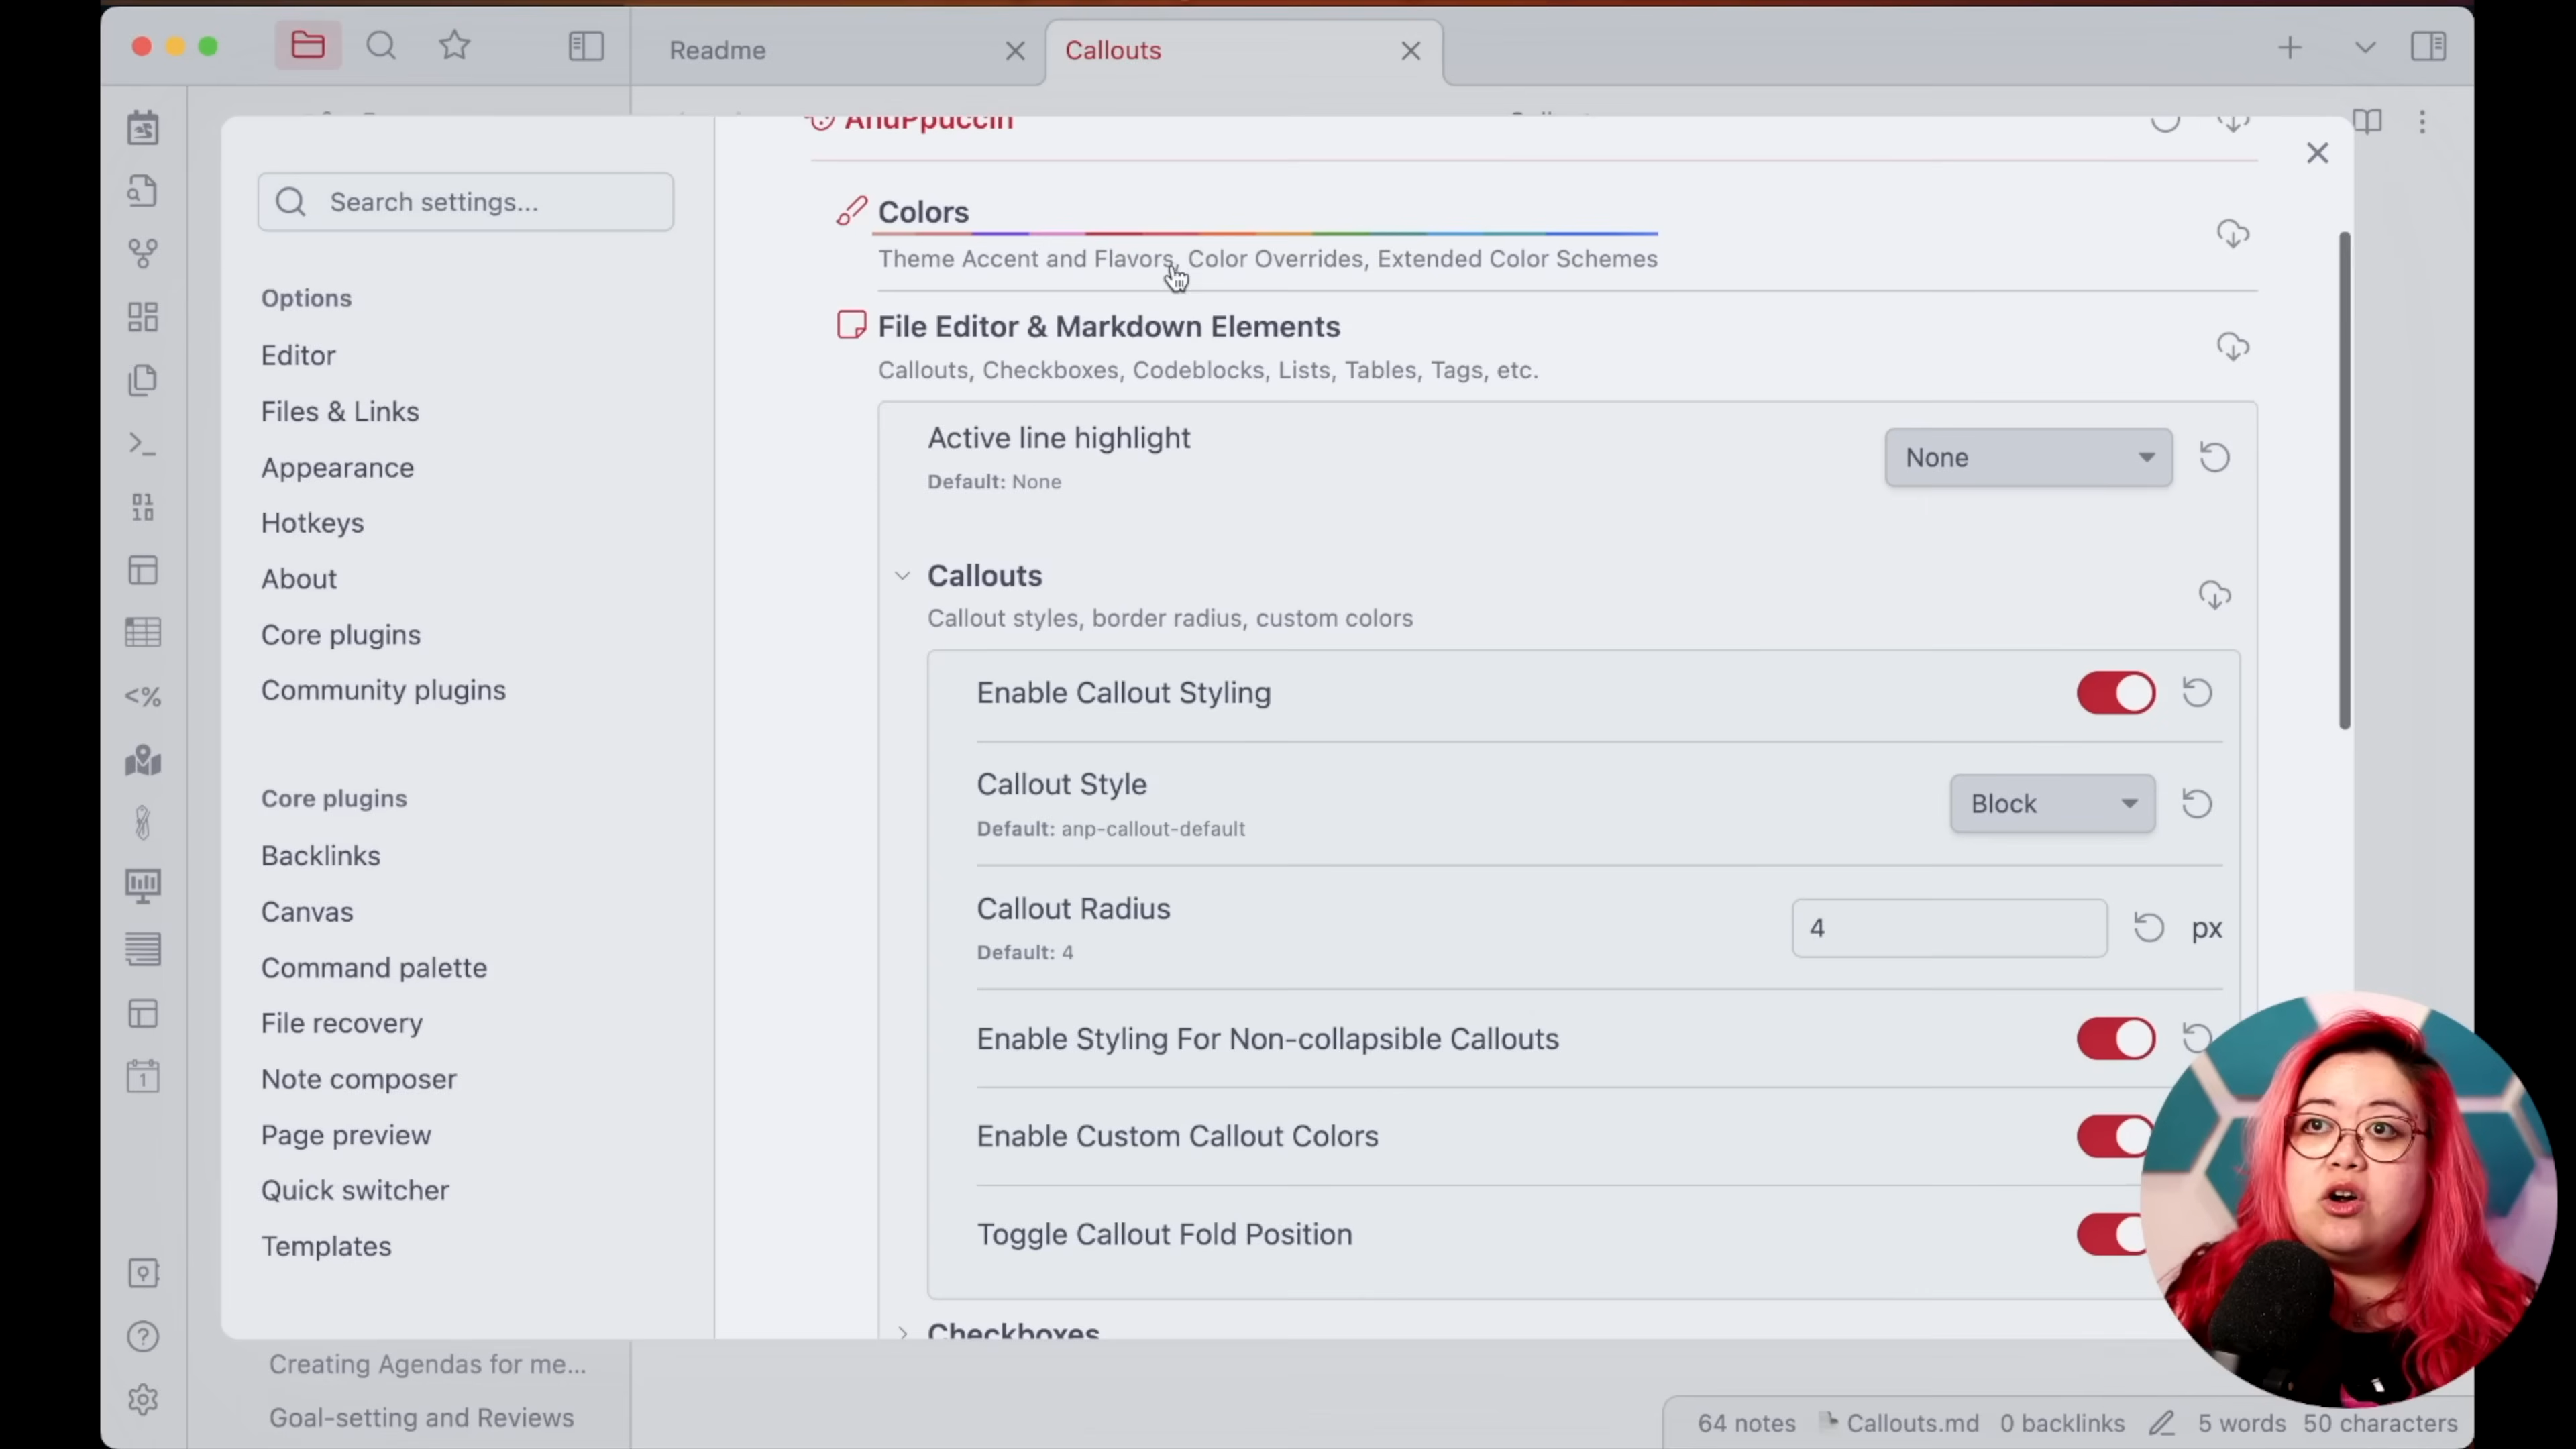 Readme
Callouts
AnuPpuccin
Search settings...
Options
Editor
Files & Links
Appearance
Hotkeys
About
Core plugins
Community plugins
Core plugins
Backlinks
Canvas
Command palette
File recovery
Note composer
Page preview
Quick switcher
Templates
Colors
Theme Accent and Flavors, Color Overrides, Extended Color Schemes
File Editor & Markdown Elements
Callouts, Checkboxes, Codeblocks, Lists, Tables, Tags, etc.
Active line highlight
Default: None
None
Callouts
Callout styles, border radius, custom colors
Enable Callout Styling
Callout Style
Default: anp-callout-default
Block
Callout Radius
Default: 4
4
px
Enable Styling For Non-collapsible Callouts
Enable Custom Callout Colors
Toggle Callout Fold Position
Checkboxes
Creating Agendas for me...
Goal-setting and Reviews
64 notes Callouts.md 0 backlinks 5 words 50 characters